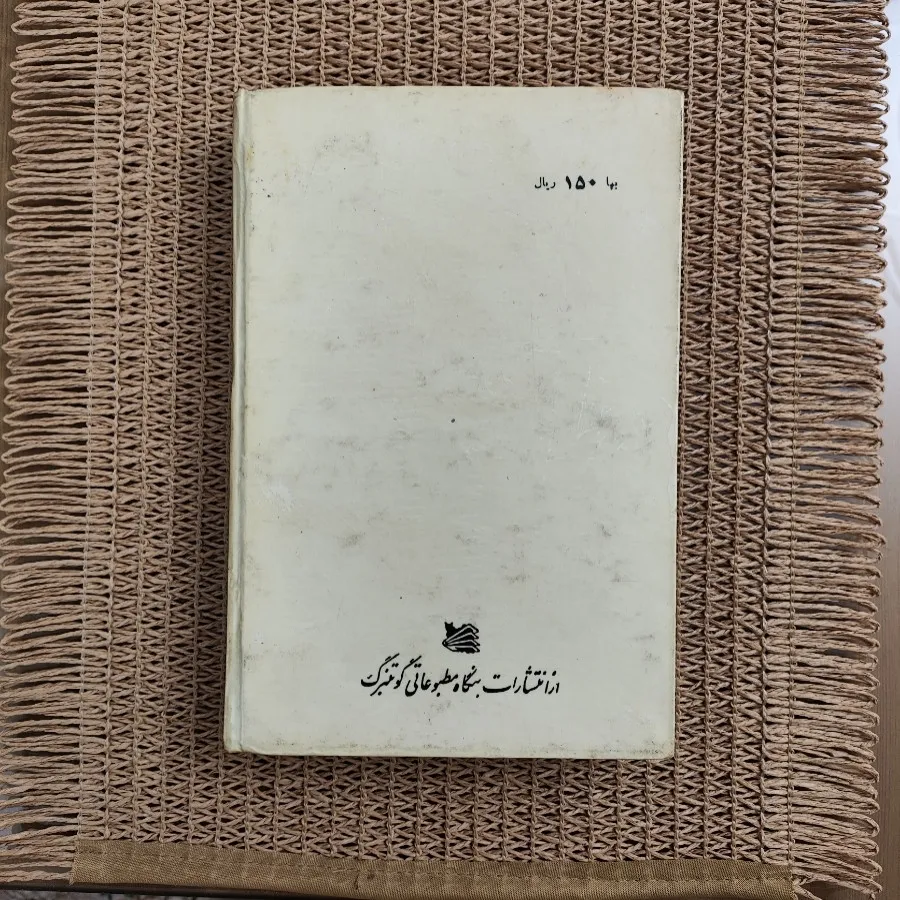 بها ۱۵۰ ریال
از انتشارات بنگاه مطبوعاتی گوتنبرگ